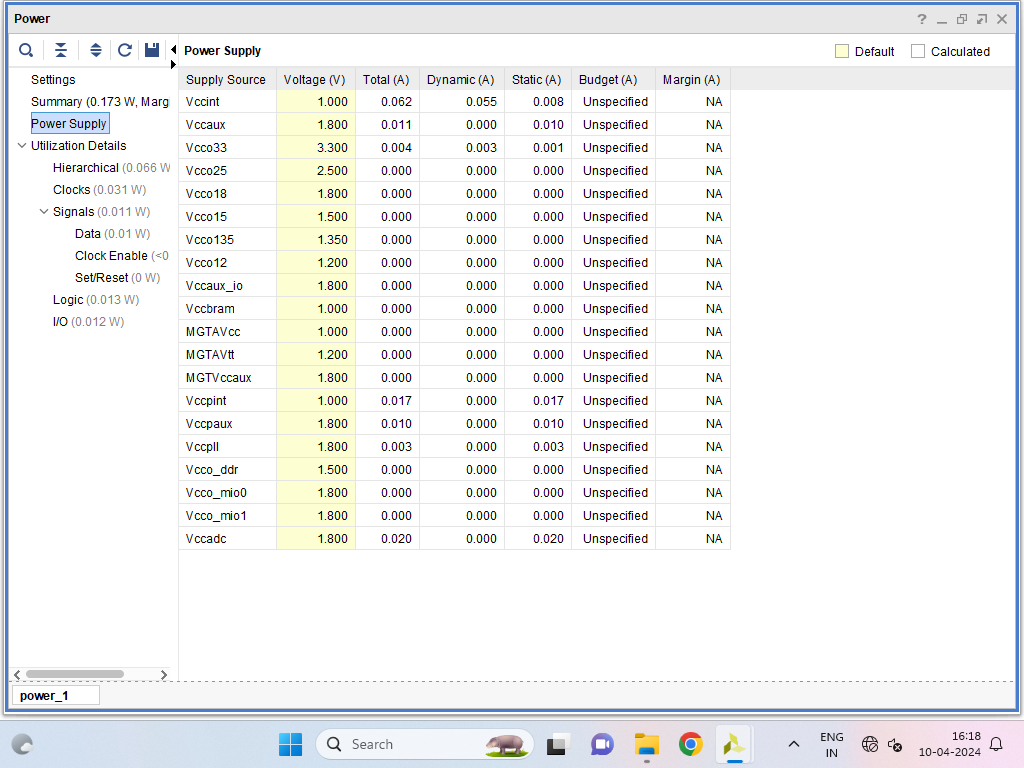 Power
Power Supply
Default
Calculated
Settings
Summary (0.173 W, Margi
Power Supply
Utilization Details
Hierarchical (0.066 W
Clocks (0.031 W)
Signals (0.011 W)
Data (0.01 W)
Clock Enable (<0
Set/Reset (0 W)
Logic (0.013 W)
I/O (0.012 W)
Supply Source Voltage (V) Total (A) Dynamic (A) Static (A) Budget (A) Margin (A)
Vccint 1.000 0.062 0.055 0.008 Unspecified NA
Vccaux 1.800 0.011 0.000 0.010 Unspecified NA
Vcco33 3.300 0.004 0.003 0.001 Unspecified NA
Vcco25 2.500 0.000 0.000 0.000 Unspecified NA
Vcco18 1.800 0.000 0.000 0.000 Unspecified NA
Vcco15 1.500 0.000 0.000 0.000 Unspecified NA
Vcco135 1.350 0.000 0.000 0.000 Unspecified NA
Vcco12 1.200 0.000 0.000 0.000 Unspecified NA
Vccaux_io 1.800 0.000 0.000 0.000 Unspecified NA
Vccbram 1.000 0.000 0.000 0.000 Unspecified NA
MGTAVcc 1.000 0.000 0.000 0.000 Unspecified NA
MGTAVtt 1.200 0.000 0.000 0.000 Unspecified NA
MGTVccaux 1.800 0.000 0.000 0.000 Unspecified NA
Vccpint 1.000 0.017 0.000 0.017 Unspecified NA
Vccpaux 1.800 0.010 0.000 0.010 Unspecified NA
Vccpll 1.800 0.003 0.000 0.003 Unspecified NA
Vcco_ddr 1.500 0.000 0.000 0.000 Unspecified NA
Vcco_mio0 1.800 0.000 0.000 0.000 Unspecified NA
Vcco_mio1 1.800 0.000 0.000 0.000 Unspecified NA
Vccadc 1.800 0.020 0.000 0.020 Unspecified NA
power_1
Search
ENG
IN
16:18
10-04-2024